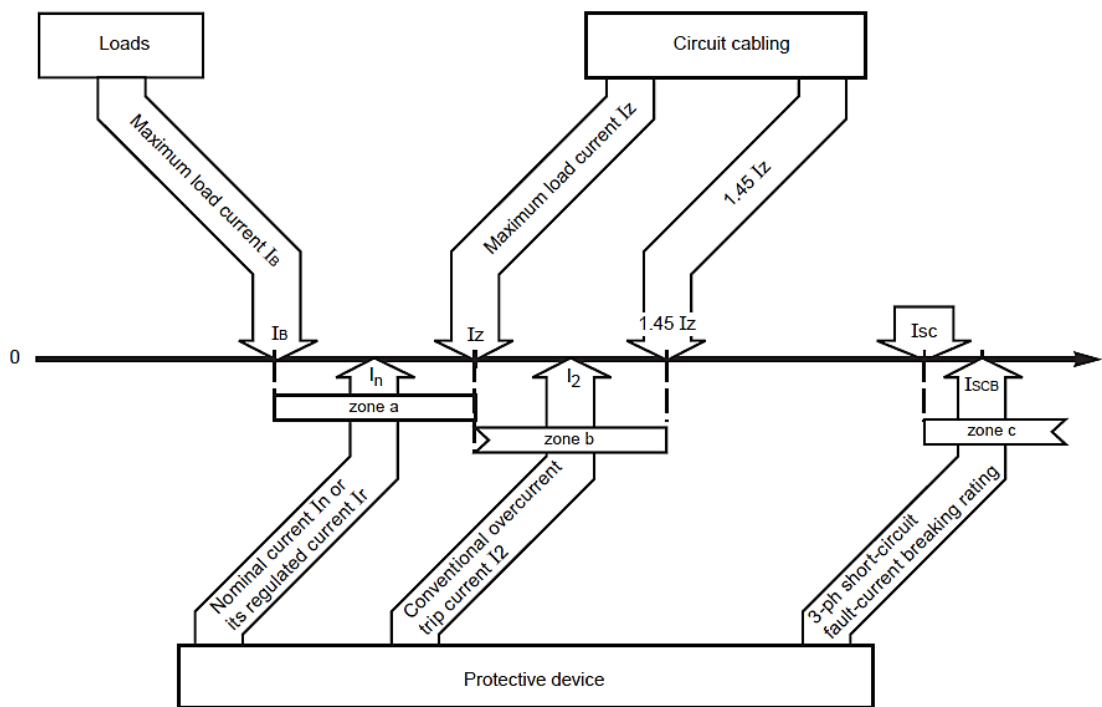 Loads
Circuit cabling
Maximum load current IB
Maximum load current Iz
1.45 Iz
IB
Iz
1.45 Iz
Isc
0
In
I2
ISCB
zone a
zone b
zone c
Nominal current In or
its regulated current Ir
Conventional overcurrent
trip current I2
3-ph short-circuit
fault-current breaking rating
Protective device